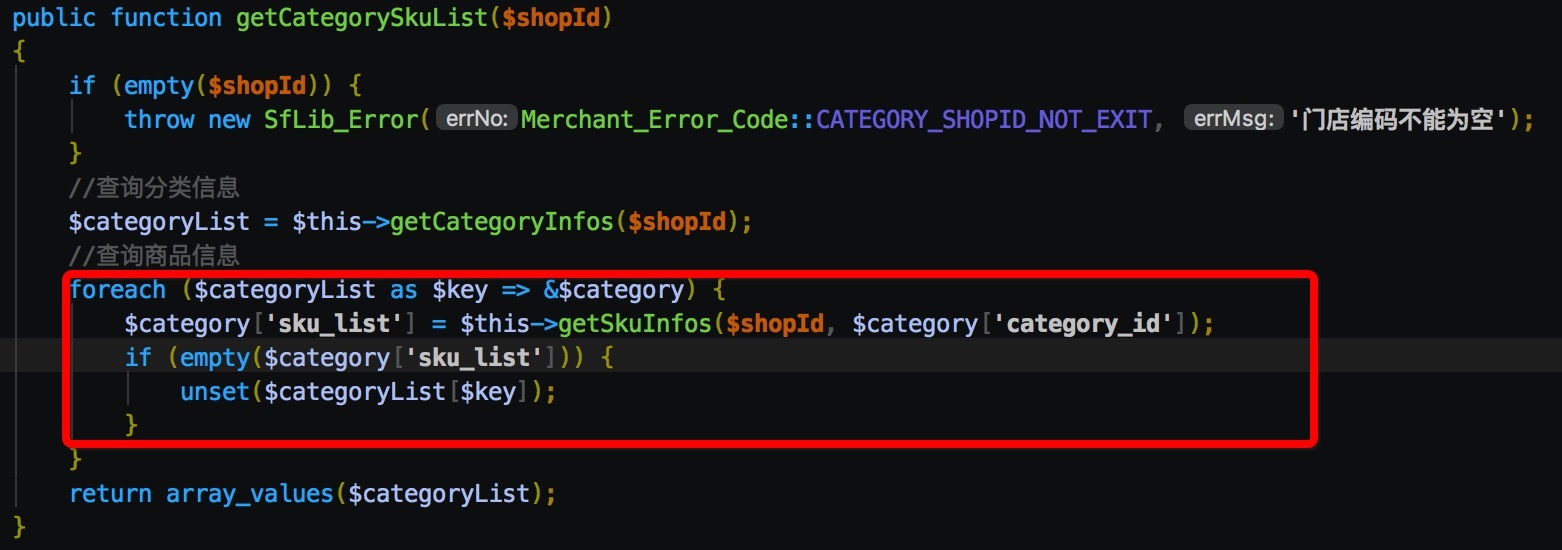 public function getCategorySkuList($shopId)
{
if (empty($shopId)) {
throw new SfLib_Error( errNo: Merchant_Error_Code::CATEGORY_SHOPID_NOT_EXIT, errMsg: '门店编码不能为空');
}
//查询分类信息
$categoryList = $this->getCategoryInfos($shopId);
//查询商品信息
foreach ($categoryList as $key => &$category) {
$category['sku_list'] = $this->getSkuInfos($shopId, $category['category_id']);
if (empty($category['sku_list'])) {
unset($categoryList[$key]);
}
}
return array_values($categoryList);
}